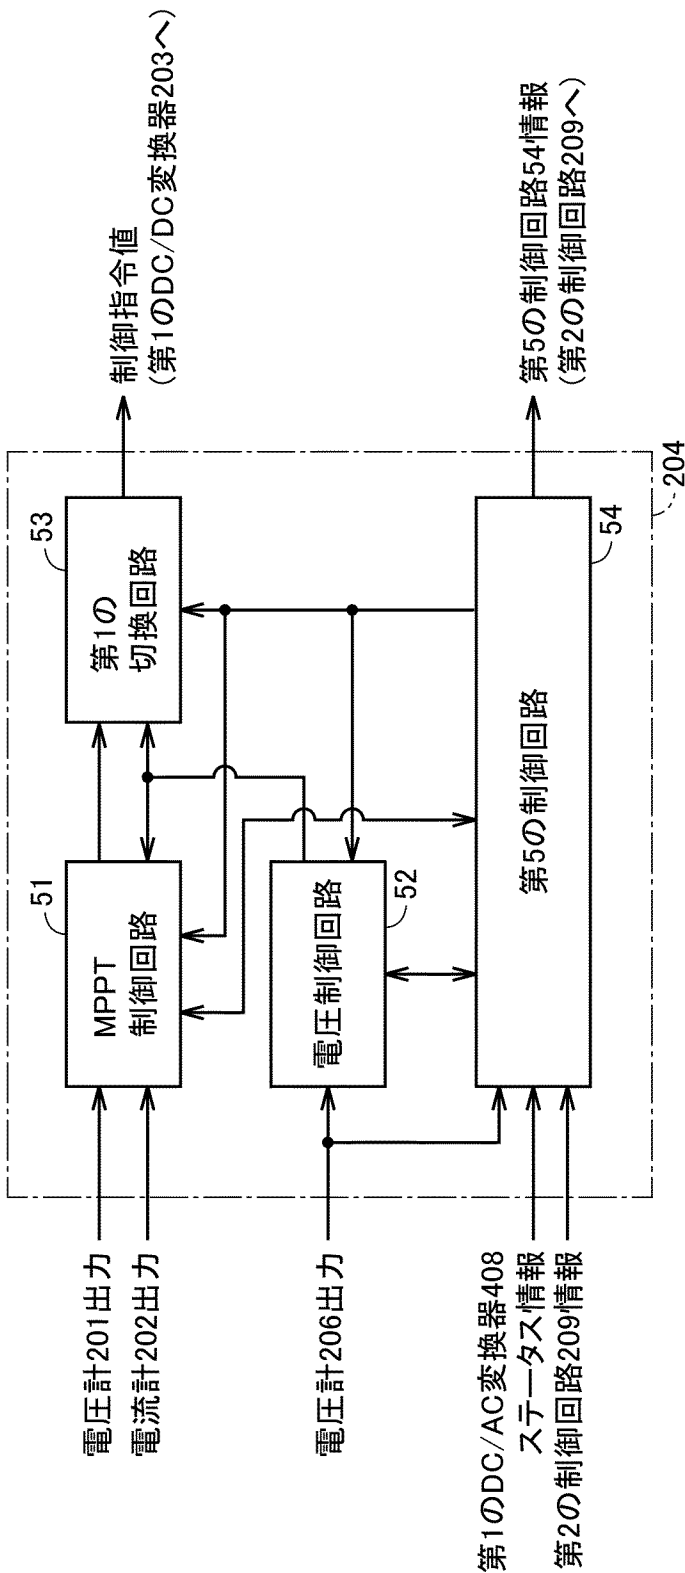 電圧計201出力
電流計202出力
電圧計206出力
第1のDC/AC変換器408
ステータス情報
第2の制御回路209情報
51
MPPT
制御回路
52
電圧制御回路
53
第1の
切換回路
54
第5の制御回路
204
制御指令値
(第1のDC/DC変換器203へ)
第5の制御回路54情報
(第2の制御回路209へ)